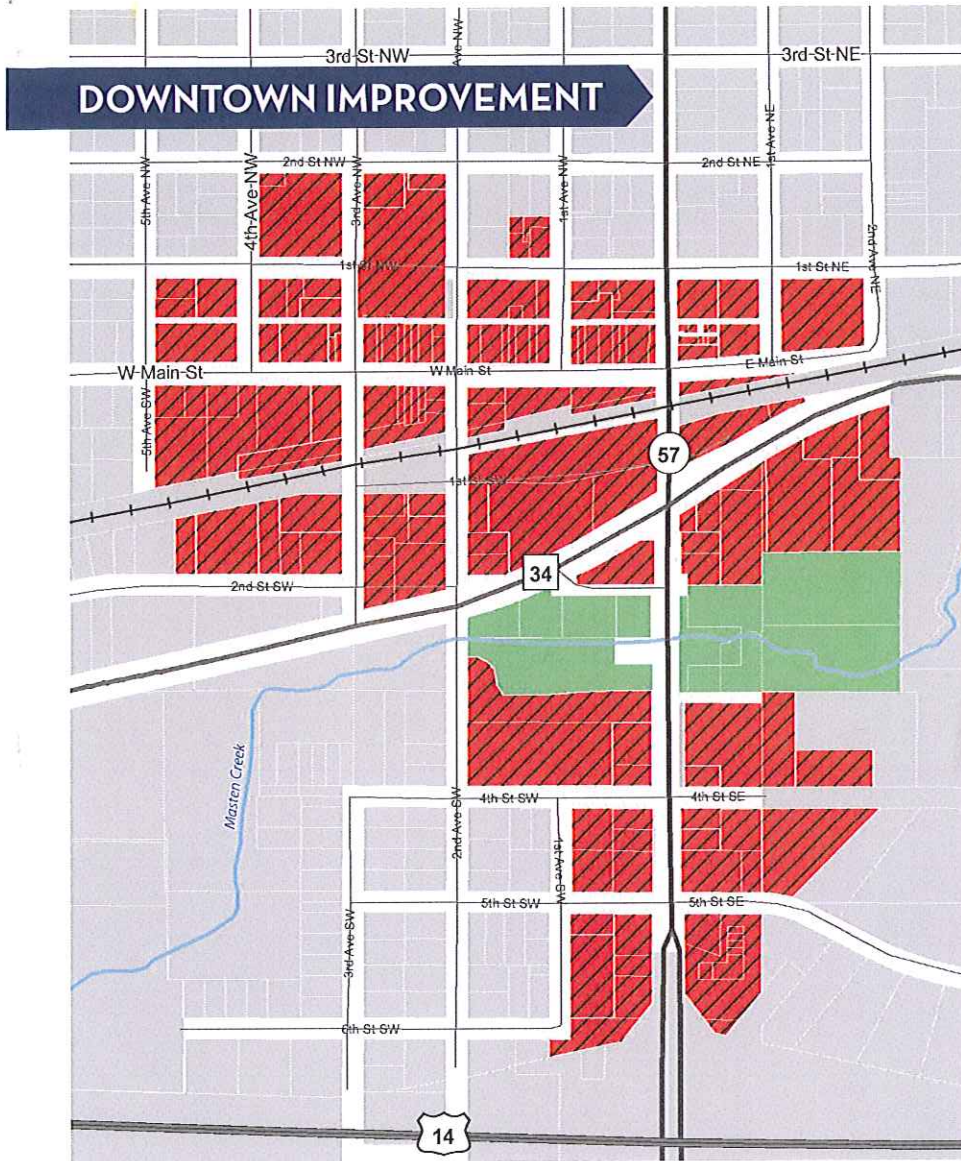 3rd St NW
Ave NW
3rd St NE
DOWNTOWN IMPROVEMENT
1st Ave NE
2nd St NW
2nd St NE
5th Ave NW
4th Ave NW
3rd Ave NW
1st Ave NW
2nd Ave NE
1st St NW
1st St NE
W Main St
W Main St
E Main St
5th Ave SW
57
1st St SW
34
2nd St SW
Masten Creek
4th St SW
4th St SE
2nd Ave SW
1st Ave SW
5th St SW
5th St SE
3rd Ave SW
6th St SW
14